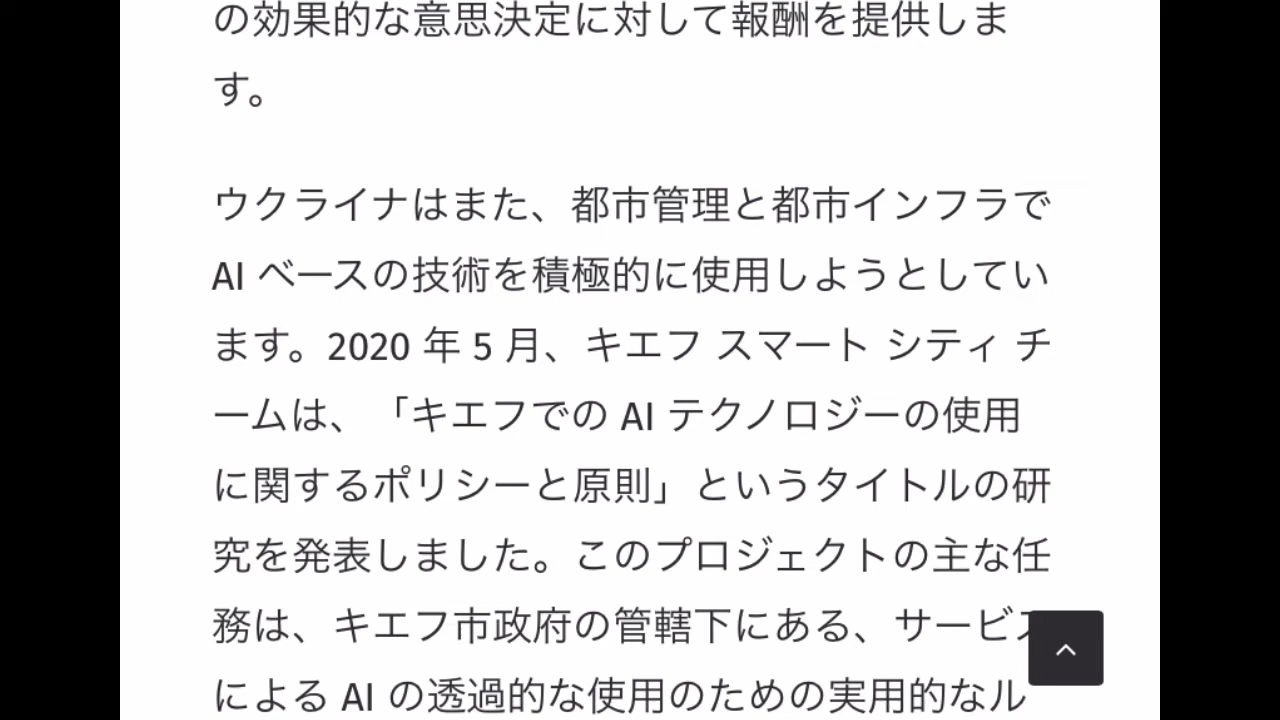 の効果的な意思決定に対して報酬を提供しま
す。
ウクライナはまた、都市管理と都市インフラで
AI ベースの技術を積極的に使用しようとしてい
ます。2020 年 5 月、キエフ スマート シティ チ
ームは、「キエフでの AI テクノロジーの使用
に関するポリシーと原則」というタイトルの研
究を発表しました。このプロジェクトの主な任
務は、キエフ市政府の管轄下にある、サービス
による AI の透過的な使用のための実用的なル